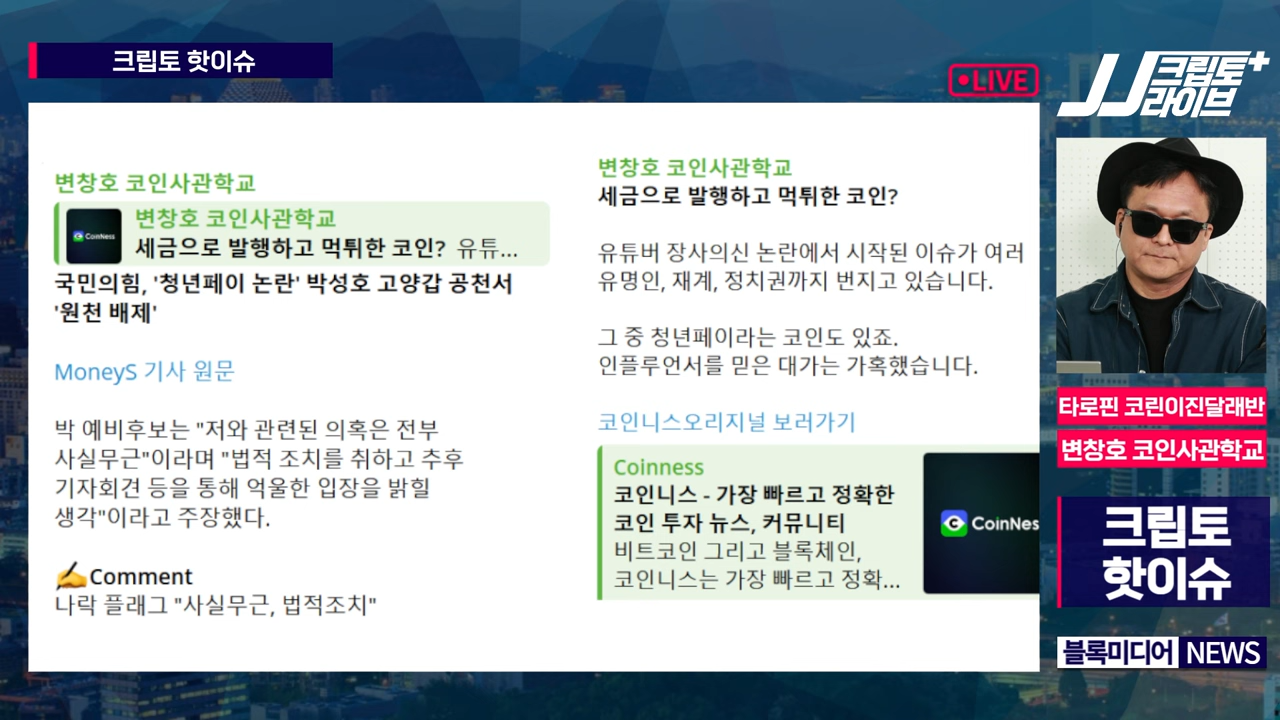 크립토 핫이슈
LIVE
JJ 크립토+
라이브
변창호 코인사관학교
변창호 코인사관학교
CoinNess
세금으로 발행하고 먹튀한 코인? 유튜...
국민의힘, '청년페이 논란' 박성호 고양갑 공천서
'원천 배제'
MoneyS 기사 원문
박 예비후보는 "저와 관련된 의혹은 전부
사실무근"이라며 "법적 조치를 취하고 추후
기자회견 등을 통해 억울한 입장을 밝힐
생각"이라고 주장했다.
✍Comment
나락 플래그 "사실무근, 법적조치"
변창호 코인사관학교
세금으로 발행하고 먹튀한 코인?
유튜버 장사의신 논란에서 시작된 이슈가 여러
유명인, 재계, 정치권까지 번지고 있습니다.
그 중 청년페이라는 코인도 있죠.
인플루언서를 믿은 대가는 가혹했습니다.
코인니스오리지널 보러가기
Coinness
코인니스 - 가장 빠르고 정확한
코인 투자 뉴스, 커뮤니티
비트코인 그리고 블록체인,
코인니스는 가장 빠르고 정확...
CoinNes
타로핀 코린이진달래반
변창호 코인사관학교
크립토
핫이슈
블록미디어 NEWS